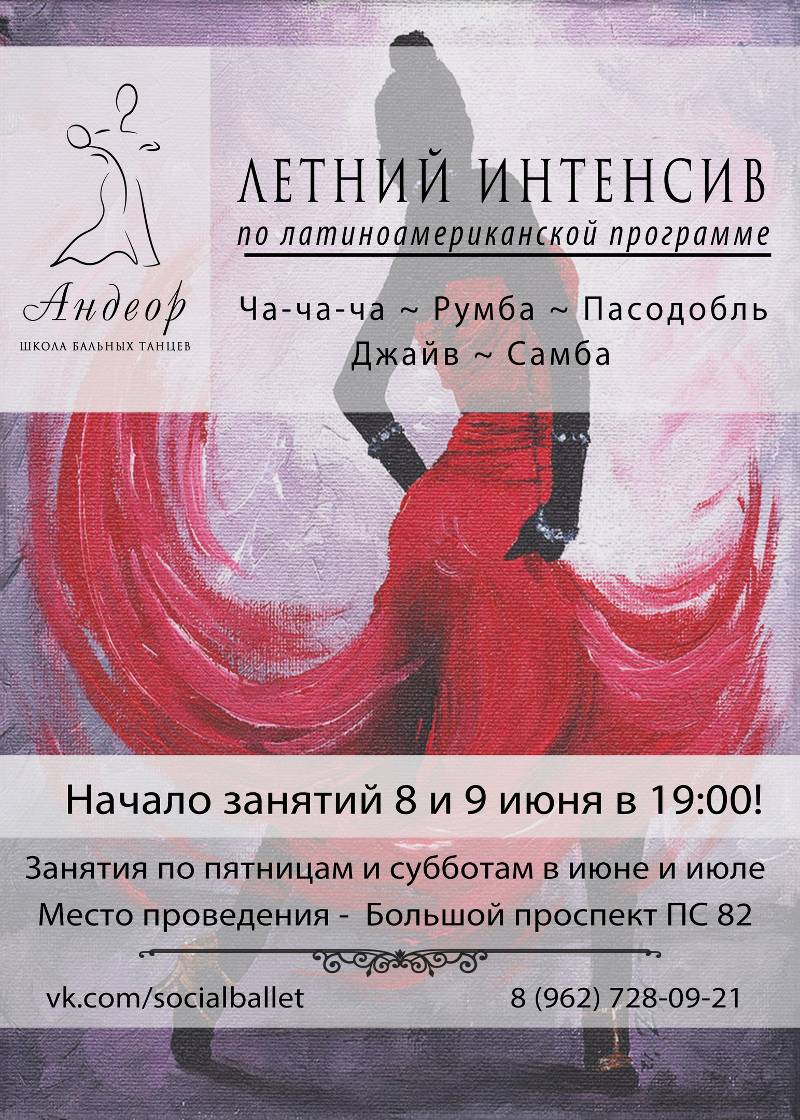 Андеор
ШКОЛА БАЛЬНЫХ ТАНЦЕВ
ЛЕТНИЙ ИНТЕНСИВ
по латиноамериканской программе
Ча-ча-ча ~ Румба ~ Пасодобль
Джайв ~ Самба
Начало занятий 8 и 9 июня в 19:00!
Занятия по пятницам и субботам в июне и июле
Место проведения - Большой проспект ПС 82
vk.com/socialballet
8 (962) 728-09-21